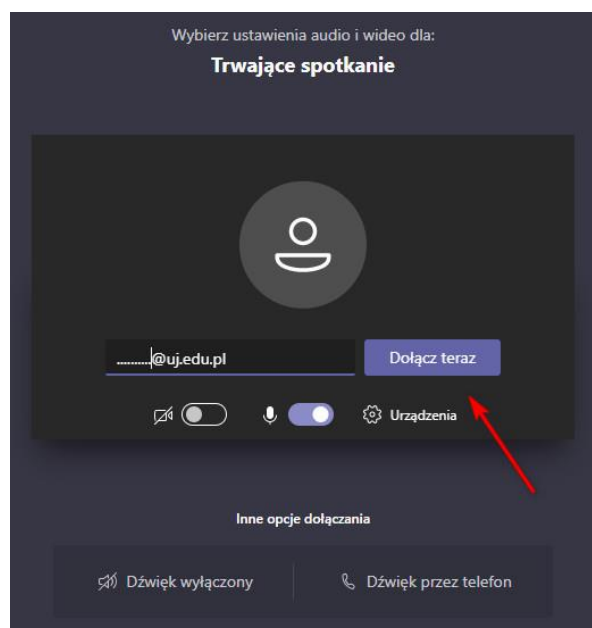 Wybierz ustawienia audio i wideo dla:
Trwające spotkanie
..........@uj.edu.pl
Dołącz teraz
Urządzenia
Inne opcje dołączania
Dźwięk wyłączony
Dźwięk przez telefon